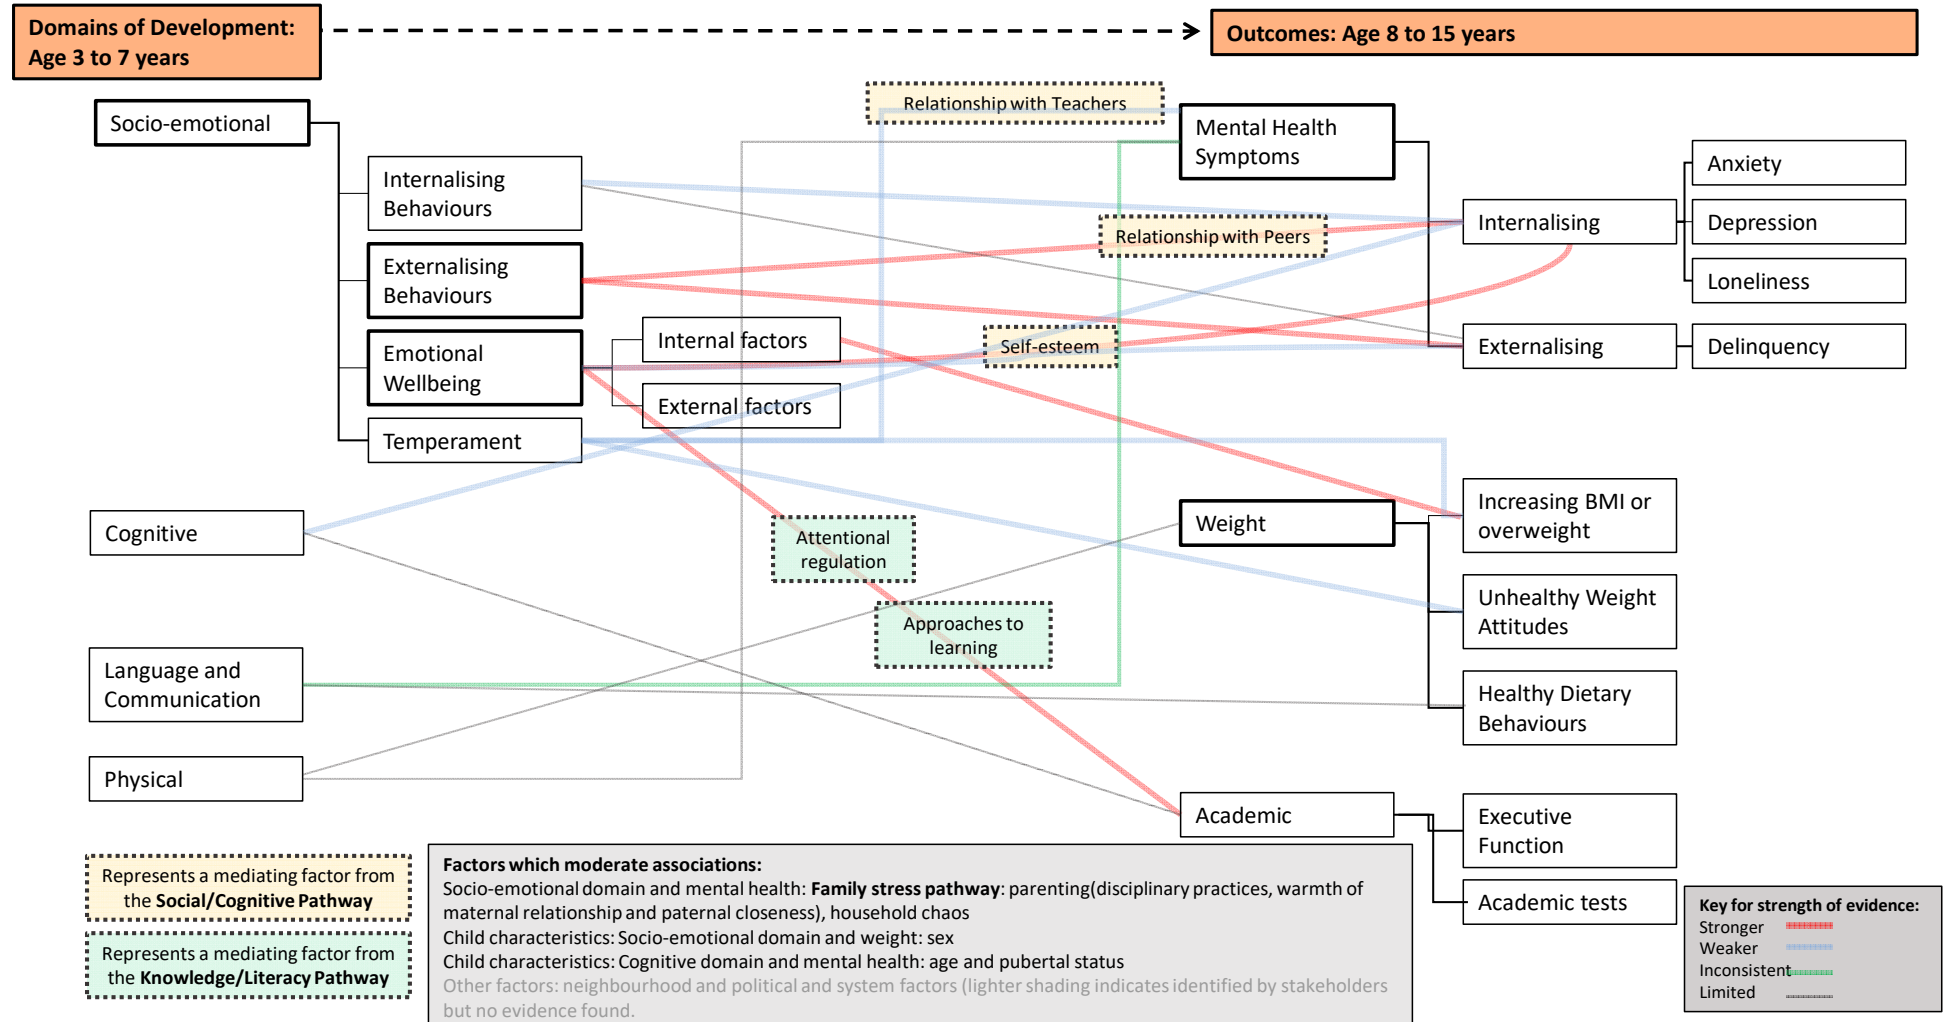 Domains of Development:
Age 3 to 7 years
Outcomes: Age 8 to 15 years
Relationship with Teachers
Socio-emotional
Mental Health
Symptoms
Internalising
Behaviours
Anxiety
Internalising
Depression
Relationship with Peers
Externalising
Behaviours
Loneliness
Internal factors
Emotional
Wellbeing
Self-esteem
Externalising
Delinquency
External factors
Temperament
Cognitive
Attentional
regulation
Weight
Increasing BMI or
overweight
Approaches to
learning
Unhealthy Weight
Attitudes
Language and
Communication
Healthy Dietary
Behaviours
Physical
Academic
Executive
Function
Academic tests
Represents a mediating factor from
the Social/Cognitive Pathway
Represents a mediating factor from
the Knowledge/Literacy Pathway
Factors which moderate associations:
Socio-emotional domain and mental health: Family stress pathway: parenting(disciplinary practices, warmth of
maternal relationship and paternal closeness), household chaos
Child characteristics: Socio-emotional domain and weight: sex
Child characteristics: Cognitive domain and mental health: age and pubertal status
Other factors: neighbourhood and political and system factors (lighter shading indicates identified by stakeholders
but no evidence found.
Key for strength of evidence:
Stronger
Weaker
Inconsistent
Limited